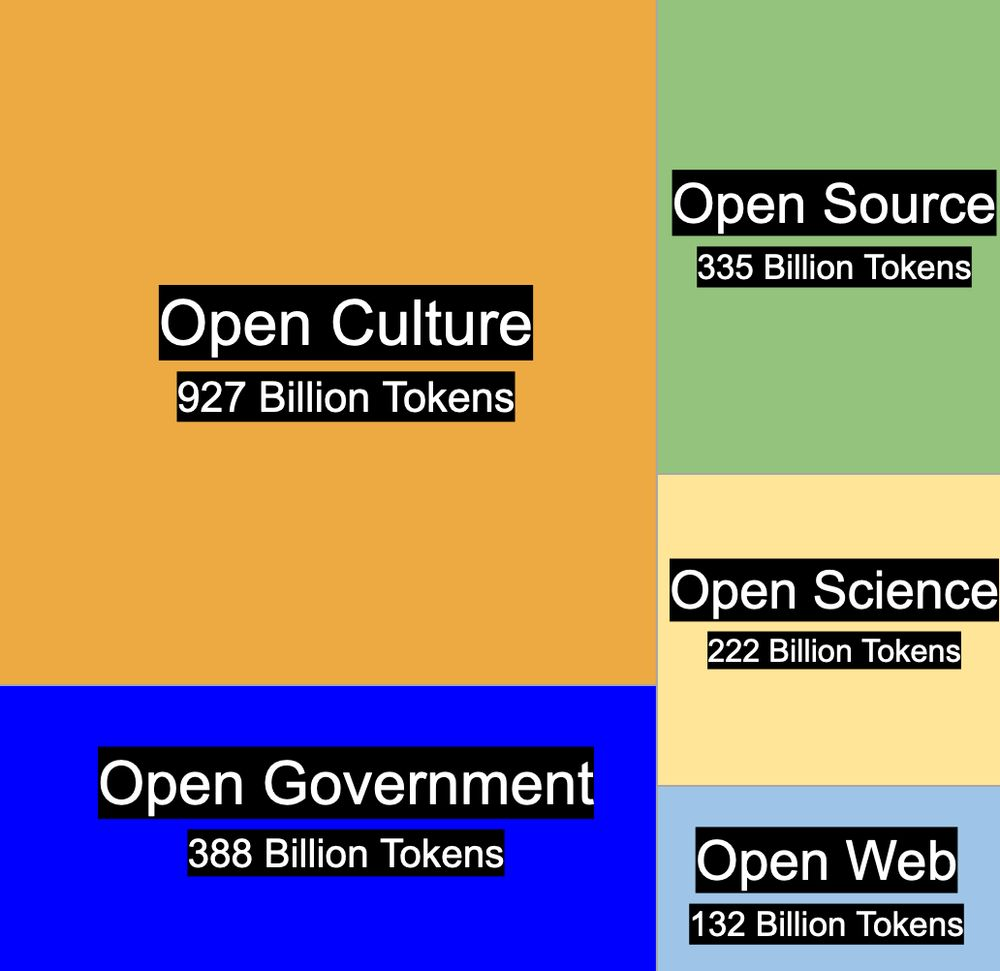 Open Culture
927 Billion Tokens
Open Government
388 Billion Tokens
Open Source
335 Billion Tokens
Open Science
222 Billion Tokens
Open Web
132 Billion Tokens